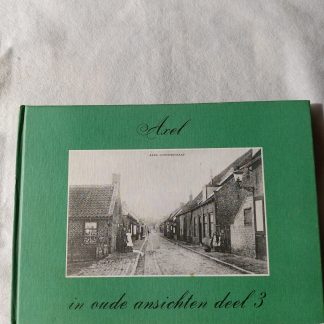 Axel
in oude ansichten deel 3